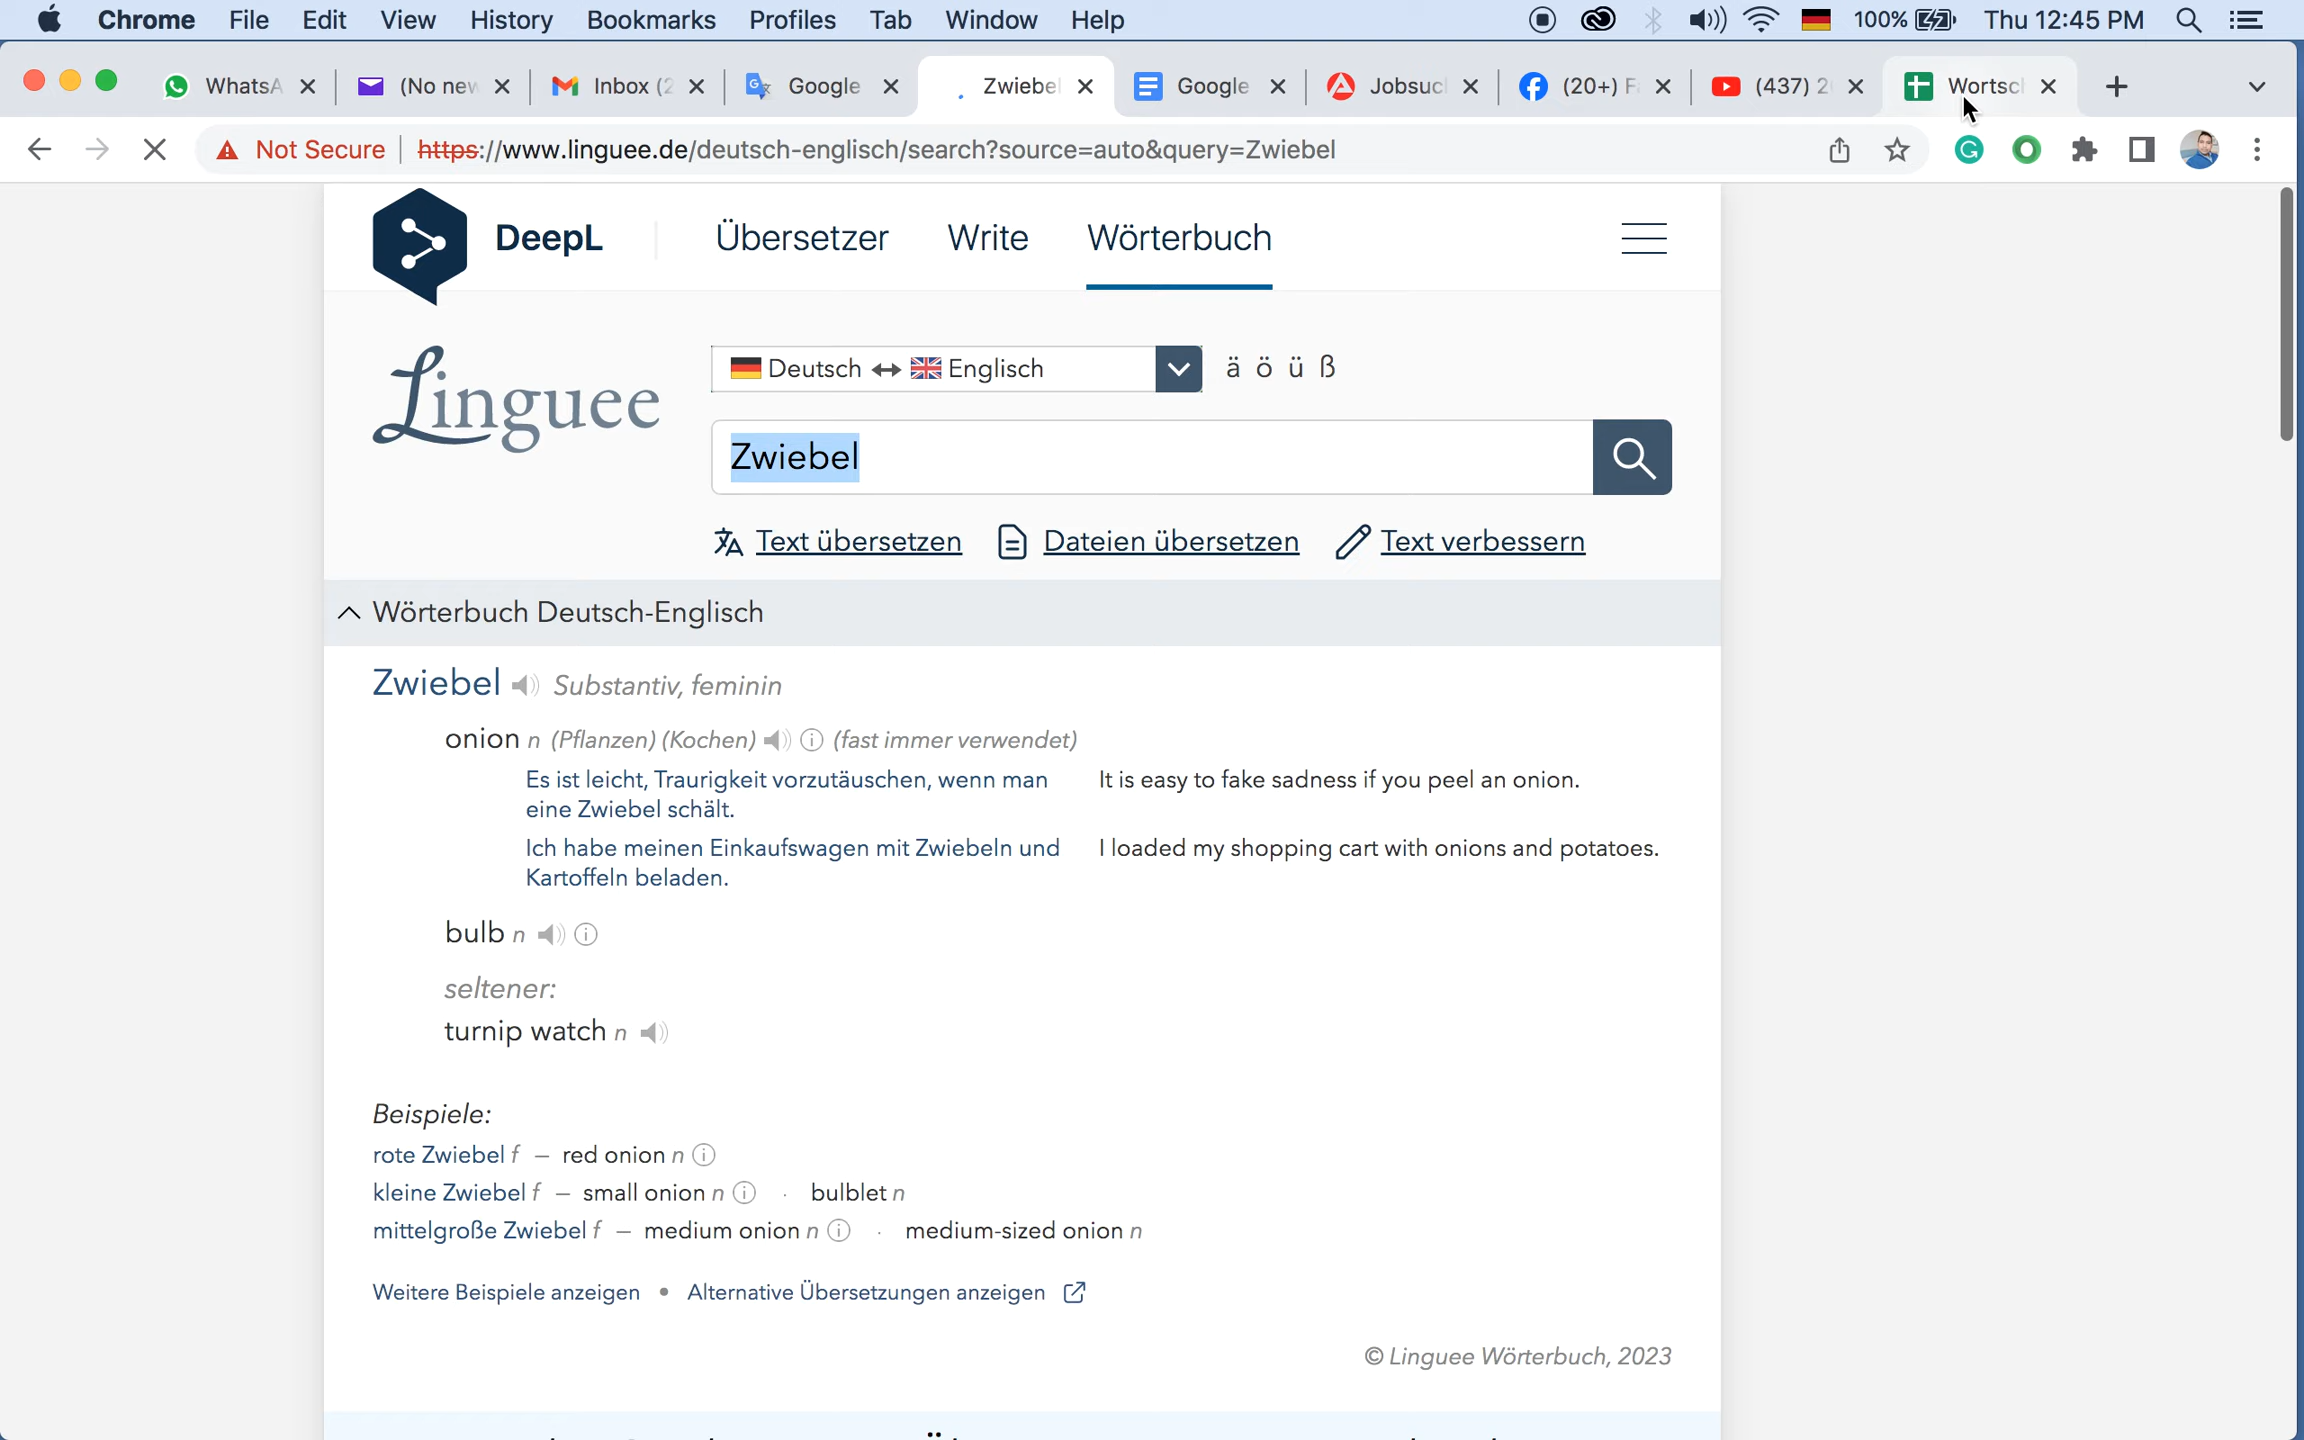 Chrome File Edit View History Bookmarks Profiles Tab Window Help 100% Thu 12:45 PM
WhatsA (No new Inbox (2 Google Zwiebel Google Jobsuc (20+) F (437) 2 Wortsc
Not Secure https://www.linguee.de/deutsch-englisch/search?source=auto&query=Zwiebel
DeepL Übersetzer Write Wörterbuch
Linguee
Deutsch ↔ Englisch ä ö ü ß
Zwiebel
Text übersetzen Dateien übersetzen Text verbessern
Wörterbuch Deutsch-Englisch
Zwiebel Substantiv, feminin
onion n (Pflanzen) (Kochen) (fast immer verwendet)
Es ist leicht, Traurigkeit vorzutäuschen, wenn man It is easy to fake sadness if you peel an onion.
eine Zwiebel schält.
Ich habe meinen Einkaufswagen mit Zwiebeln und I loaded my shopping cart with onions and potatoes.
Kartoffeln beladen.
bulb n
seltener:
turnip watch n
Beispiele:
rote Zwiebel f — red onion n
kleine Zwiebel f — small onion n · bulblet n
mittelgroße Zwiebel f — medium onion n · medium-sized onion n
Weitere Beispiele anzeigen • Alternative Übersetzungen anzeigen
© Linguee Wörterbuch, 2023